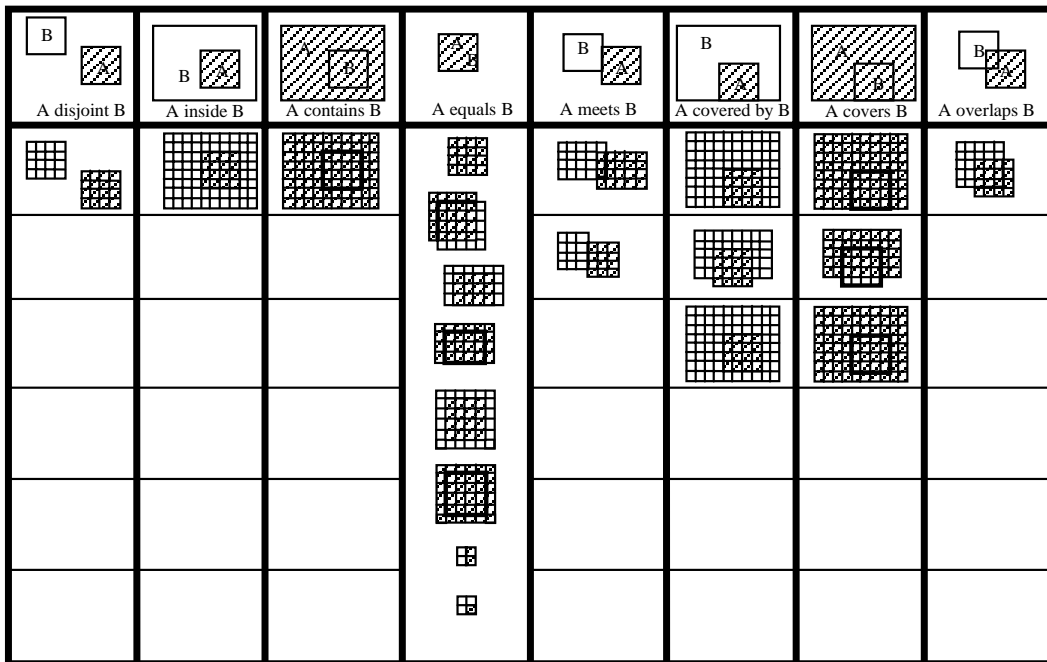 B
A
A disjoint B
B
A
A inside B
A
B
A contains B
A
B
A equals B
B
A
A meets B
B
A
A covered by B
A
B
A covers B
B
A
A overlaps B